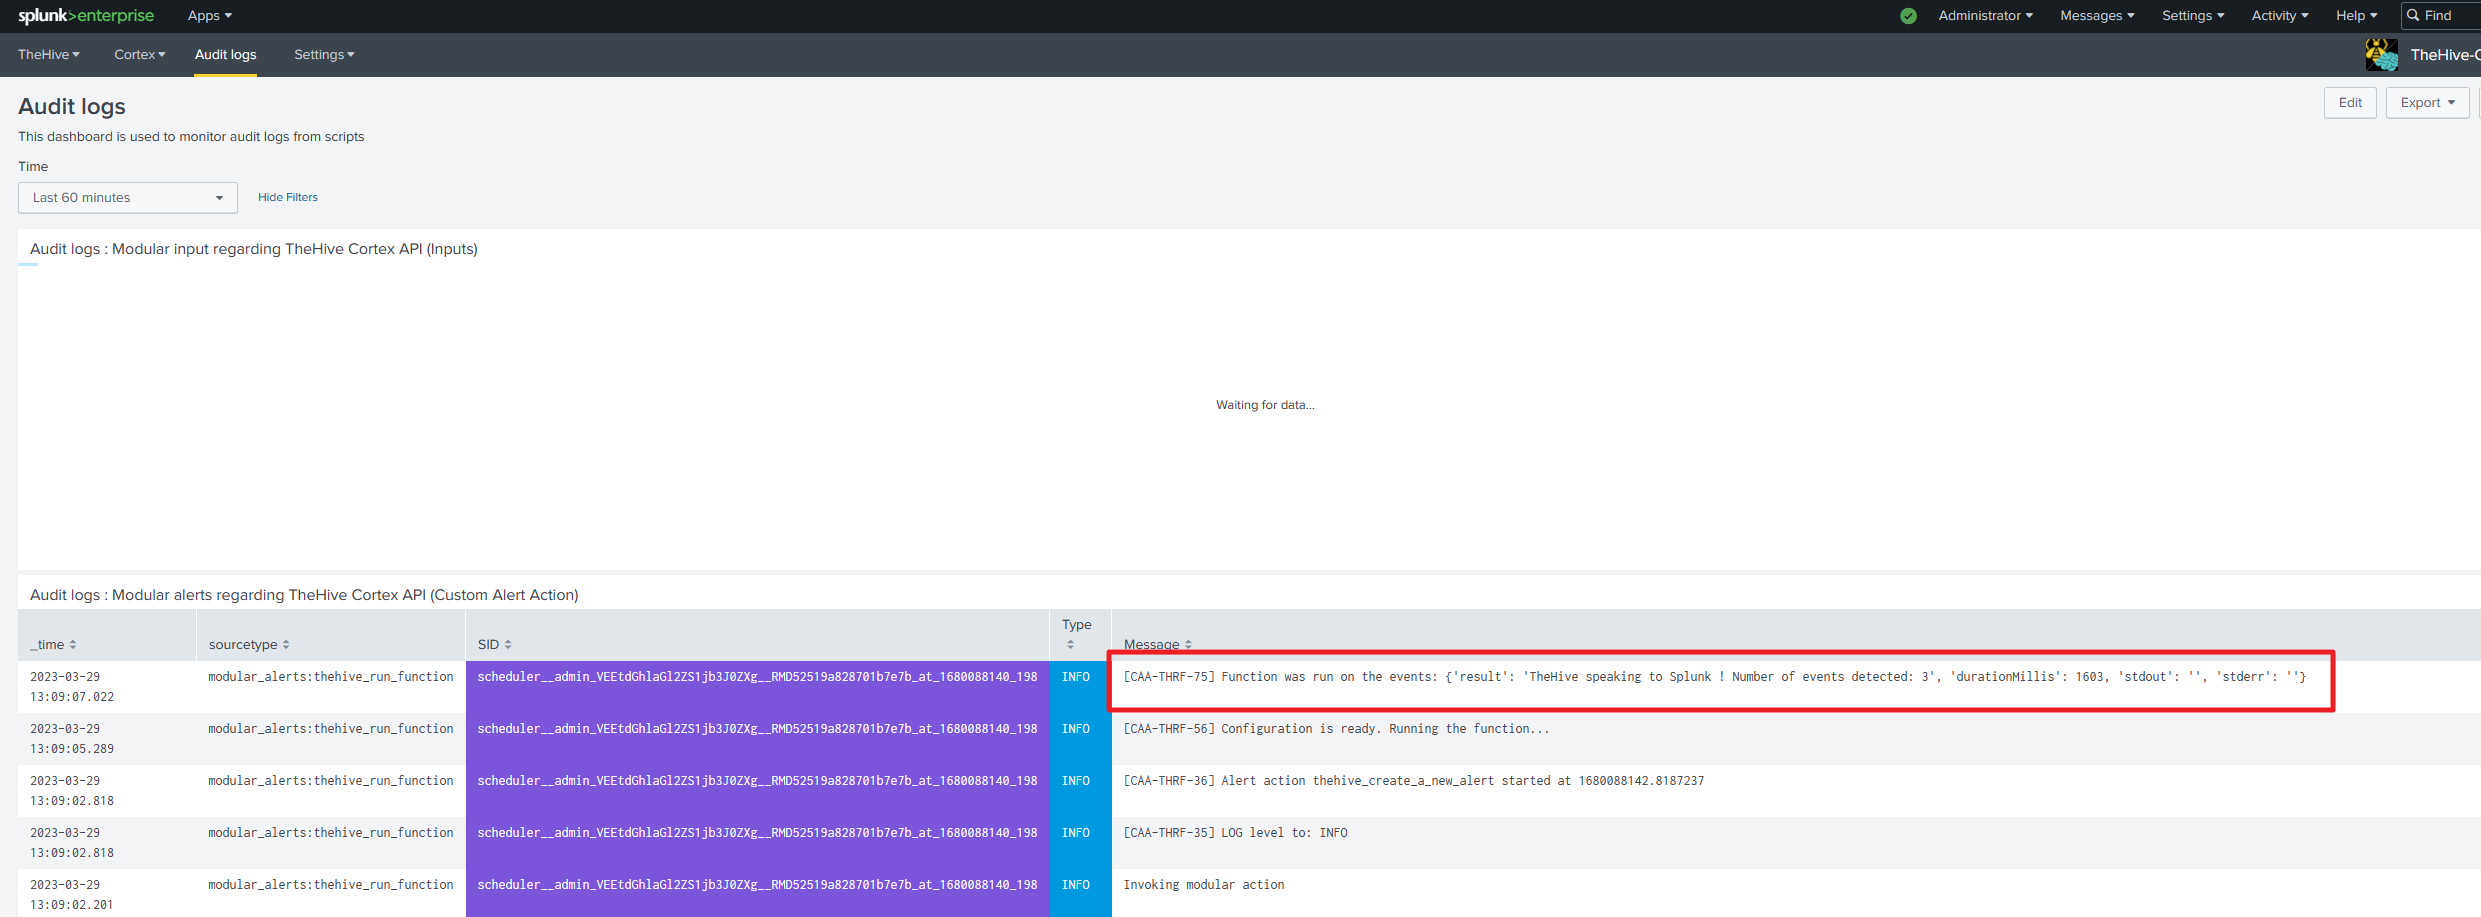 splunk>enterprise Apps Administrator Messages Settings Activity Help Find
TheHive Cortex Audit logs Settings TheHive-C
Audit logs
Edit Export
This dashboard is used to monitor audit logs from scripts
Time
Last 60 minutes Hide Filters
Audit logs : Modular input regarding TheHive Cortex API (Inputs)
Waiting for data...
Audit logs : Modular alerts regarding TheHive Cortex API (Custom Alert Action)
_time sourcetype SID Type Message
2023-03-29 modular_alerts:thehive_run_function scheduler__admin_VEEtdGhlaGl2ZS1jb3J0ZXg__RMD52519a828701b7e7b_at_1680088140_198 INFO [CAA-THRF-75] Function was run on the events: {'result': 'TheHive speaking to Splunk ! Number of events detected: 3', 'durationMillis': 1603, 'stdout': '', 'stderr': ''}
13:09:07.022
2023-03-29 modular_alerts:thehive_run_function scheduler__admin_VEEtdGhlaGl2ZS1jb3J0ZXg__RMD52519a828701b7e7b_at_1680088140_198 INFO [CAA-THRF-56] Configuration is ready. Running the function...
13:09:05.289
2023-03-29 modular_alerts:thehive_run_function scheduler__admin_VEEtdGhlaGl2ZS1jb3J0ZXg__RMD52519a828701b7e7b_at_1680088140_198 INFO [CAA-THRF-36] Alert action thehive_create_a_new_alert started at 1680088142.8187237
13:09:02.818
2023-03-29 modular_alerts:thehive_run_function scheduler__admin_VEEtdGhlaGl2ZS1jb3J0ZXg__RMD52519a828701b7e7b_at_1680088140_198 INFO [CAA-THRF-35] LOG level to: INFO
13:09:02.818
2023-03-29 modular_alerts:thehive_run_function scheduler__admin_VEEtdGhlaGl2ZS1jb3J0ZXg__RMD52519a828701b7e7b_at_1680088140_198 INFO Invoking modular action
13:09:02.201